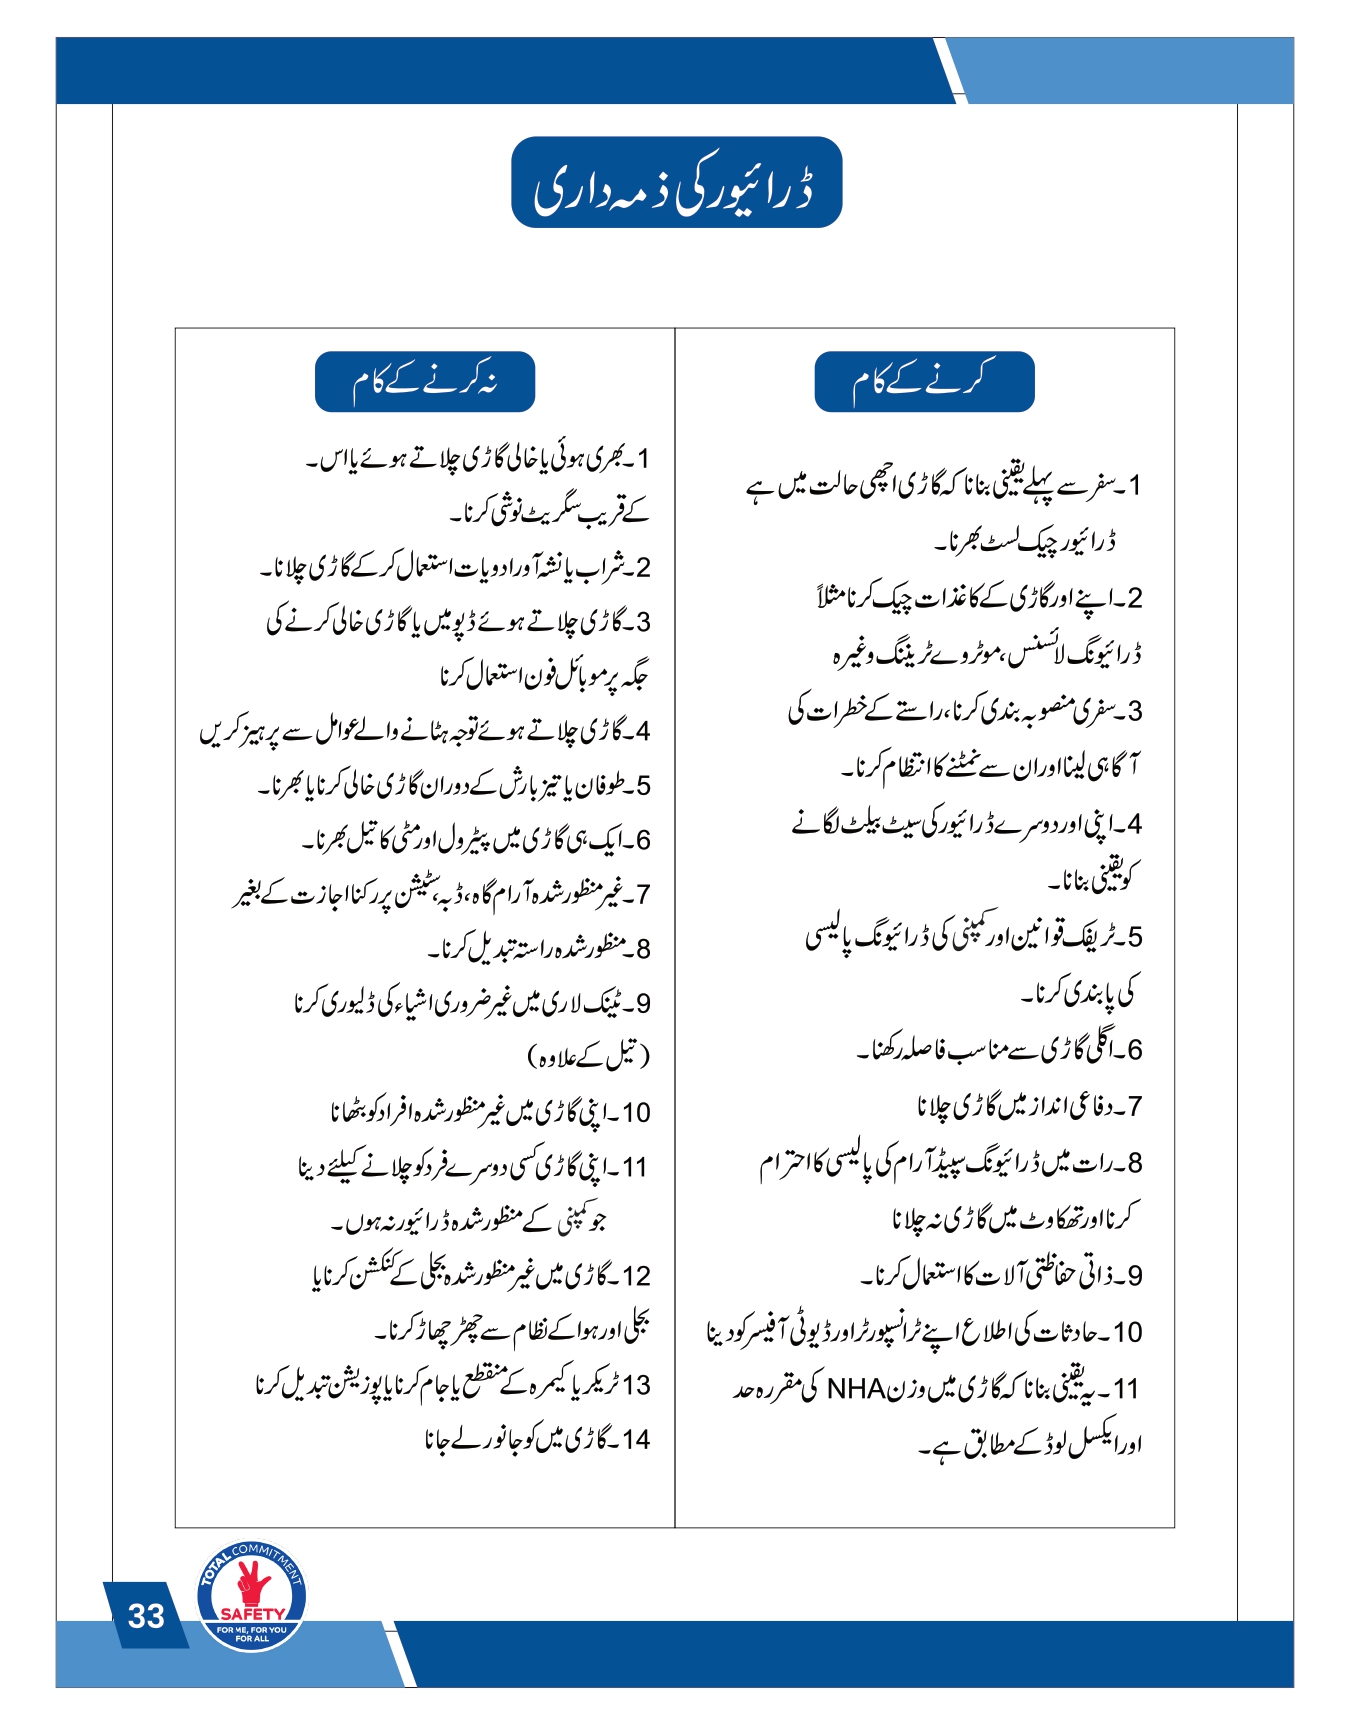 ڈرائیور کی ذمہ داری
کرنے کے کام
1۔سفر سے پہلے یقینی بنانا کہ گاڑی اچھی حالت میں ہے
ڈرائیور چیک لسٹ بھرنا۔
2۔اپنے اور گاڑی کے کاغذات چیک کرنا مثلاً
ڈرائیونگ لائسنس، موٹروے ٹریننگ وغیرہ
3۔سفری منصوبہ بندی کرنا، راستے کے خطرات کی
آگاہی لینا اور ان سے نمٹنے کا انتظام کرنا۔
4۔اپنی اور دوسرے ڈرائیور کی سیٹ بیلٹ لگانے
کو یقینی بنانا۔
5۔ٹریفک قوانین اور کمپنی کی ڈرائیونگ پالیسی
کی پابندی کرنا۔
6۔اگلی گاڑی سے مناسب فاصلہ رکھنا۔
7۔دفاعی انداز میں گاڑی چلانا
8۔رات میں ڈرائیونگ سپیڈ آرام کی پالیسی کا احترام
کرنا اور تھکاوٹ میں گاڑی نہ چلانا
9۔ذاتی حفاظتی آلات کا استعمال کرنا۔
10۔حادثات کی اطلاع اپنے ٹرانسپورٹر اور ڈیوٹی آفیسر کو دینا
11۔یہ یقینی بنانا کہ گاڑی میں وزن NHA کی مقررہ حد
اور ایکسل لوڈ کے مطابق ہے۔
نہ کرنے کے کام
1۔بھری ہوئی یا خالی گاڑی چلاتے ہوئے یا اس۔
کے قریب سگریٹ نوشی کرنا۔
2۔شراب یا نشہ آور ادویات استعمال کر کے گاڑی چلانا۔
3۔گاڑی چلاتے ہوئے ڈپو میں یا گاڑی خالی کرنے کی
جگہ پر موبائل فون استعمال کرنا
4۔گاڑی چلاتے ہوئے توجہ ہٹانے والے عوامل سے پرہیز کریں
5۔طوفان یا تیز بارش کے دوران گاڑی خالی کرنا یا بھرنا۔
6۔ایک ہی گاڑی میں پیٹرول اور مٹی کا تیل بھرنا۔
7۔غیر منظور شدہ آرام گاہ، ڈبہ، سٹیشن پر رکنا اجازت کے بغیر
8۔منظور شدہ راستہ تبدیل کرنا۔
9۔ٹینک لاری میں غیر ضروری اشیاء کی ڈلیوری کرنا
(تیل کے علاوہ)
10۔اپنی گاڑی میں غیر منظور شدہ افراد کو بٹھانا
11۔اپنی گاڑی کسی دوسرے فرد کو چلانے کیلئے دینا
جو کمپنی کے منظور شدہ ڈرائیور نہ ہوں۔
12۔گاڑی میں غیر منظور شدہ بجلی کے کنکشن کرنا یا
بجلی اور ہوا کے نظام سے چھیڑ چھاڑ کرنا۔
13 ٹریکر یا کیمرہ کے منقطع یا جام کرنا یا پوزیشن تبدیل کرنا
14۔گاڑی میں کو جانور لے جانا
TOTAL COMMITMENT
SAFETY
FOR ME, FOR YOU
FOR ALL
33